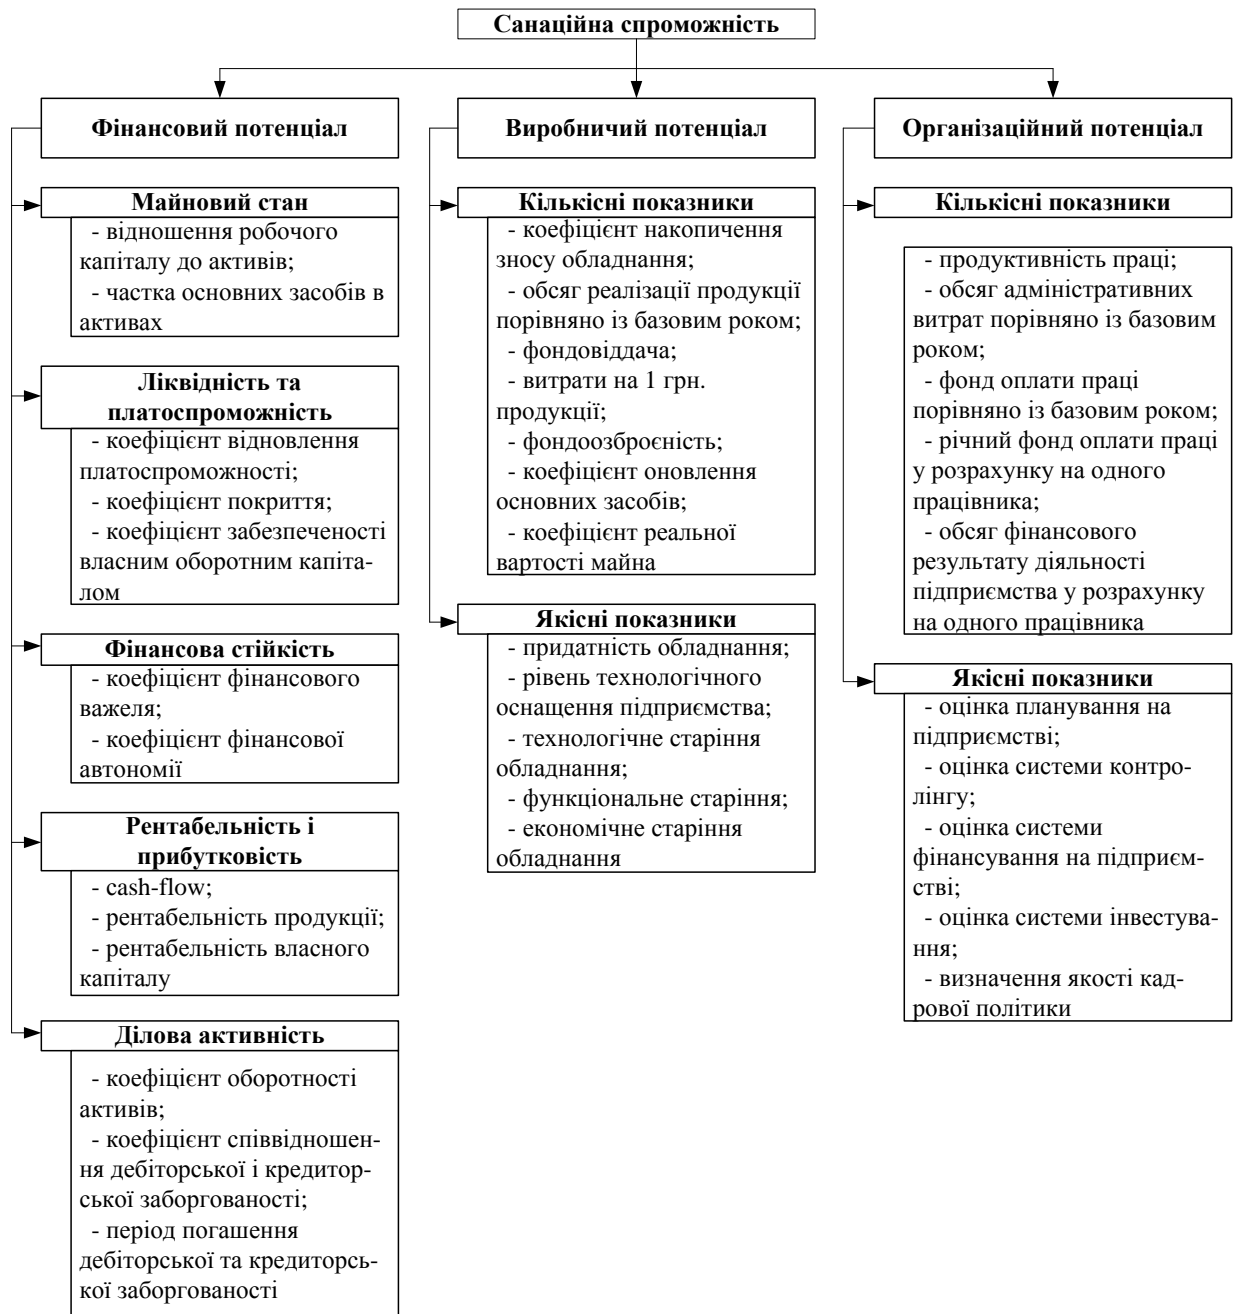 Санаційна спроможність
Фінансовий потенціал
Майновий стан
- відношення робочого
капіталу до активів;
- частка основних засобів в
активах
Ліквідність та
платоспроможність
- коефіцієнт відновлення
платоспроможності;
- коефіцієнт покриття;
- коефіцієнт забезпеченості
власним оборотним капіта-
лом
Фінансова стійкість
- коефіцієнт фінансового
важеля;
- коефіцієнт фінансової
автономії
Рентабельність і
прибутковість
- cash-flow;
- рентабельність продукції;
- рентабельність власного
капіталу
Ділова активність
- коефіцієнт оборотності
активів;
- коефіцієнт співвідношен-
ня дебіторської і кредитор-
ської заборгованості;
- період погашення
дебіторської та кредиторсь-
кої заборгованості
Виробничий потенціал
Кількісні показники
- коефіцієнт накопичення
зносу обладнання;
- обсяг реалізації продукції
порівняно із базовим роком;
- фондовіддача;
- витрати на 1 грн.
продукції;
- фондоозброєність;
- коефіцієнт оновлення
основних засобів;
- коефіцієнт реальної
вартості майна
Якісні показники
- придатність обладнання;
- рівень технологічного
оснащення підприємства;
- технологічне старіння
обладнання;
- функціональне старіння;
- економічне старіння
обладнання
Організаційний потенціал
Кількісні показники
- продуктивність праці;
- обсяг адміністративних
витрат порівняно із базовим
роком;
- фонд оплати праці
порівняно із базовим роком;
- річний фонд оплати праці
у розрахунку на одного
працівника;
- обсяг фінансового
результату діяльності
підприємства у розрахунку
на одного працівника
Якісні показники
- оцінка планування на
підприємстві;
- оцінка системи контро-
лінгу;
- оцінка системи
фінансування на підприєм-
стві;
- оцінка системи інвестува-
ння;
- визначення якості кад-
рової політики